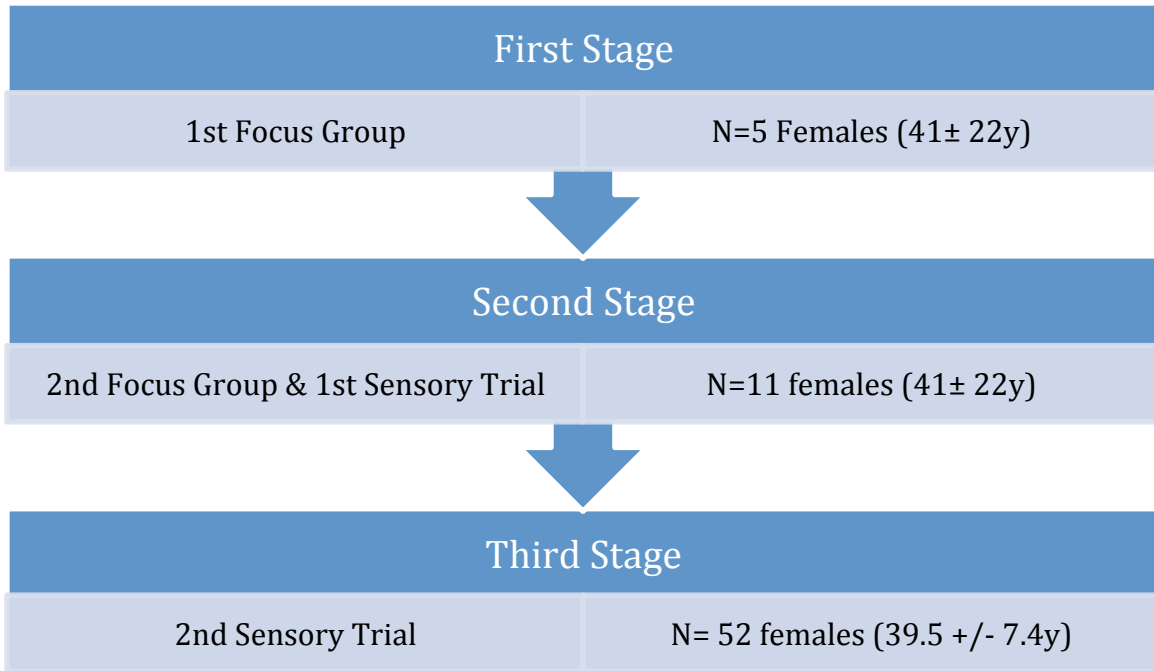 First Stage
1st Focus Group
N=5 Females (41± 22y)
Second Stage
2nd Focus Group & 1st Sensory Trial
N=11 females (41± 22y)
Third Stage
2nd Sensory Trial
N= 52 females (39.5 +/- 7.4y)